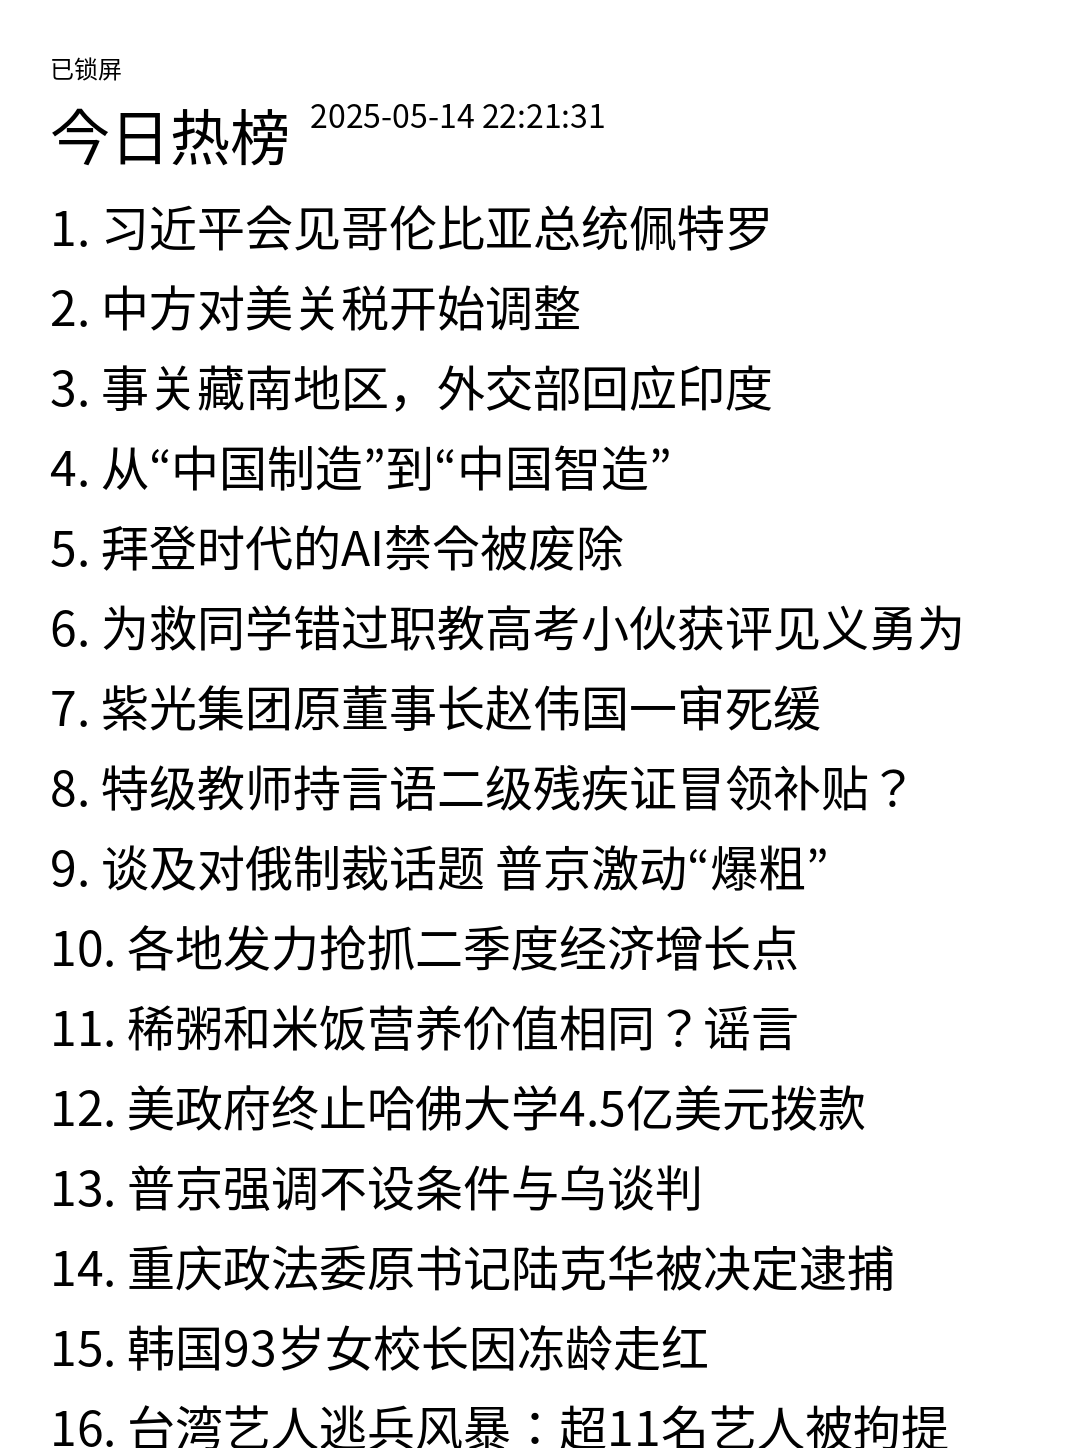 已锁屏
今日热榜 2025-05-14 22:21:31
1. 习近平会见哥伦比亚总统佩特罗
2. 中方对美关税开始调整
3. 事关藏南地区，外交部回应印度
4. 从“中国制造”到“中国智造”
5. 拜登时代的AI禁令被废除
6. 为救同学错过职教高考小伙获评见义勇为
7. 紫光集团原董事长赵伟国一审死缓
8. 特级教师持言语二级残疾证冒领补贴？
9. 谈及对俄制裁话题 普京激动“爆粗”
10. 各地发力抢抓二季度经济增长点
11. 稀粥和米饭营养价值相同？谣言
12. 美政府终止哈佛大学4.5亿美元拨款
13. 普京强调不设条件与乌谈判
14. 重庆政法委原书记陆克华被决定逮捕
15. 韩国93岁女校长因冻龄走红
16. 台湾艺人逃兵风暴：超11名艺人被拘提